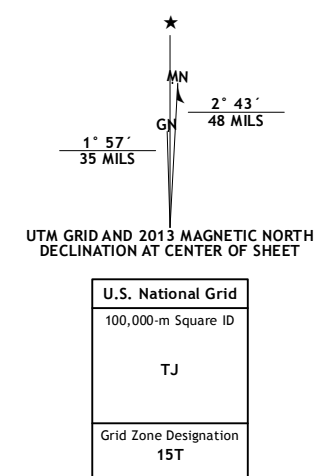 ★
MN
GN
2° 43´
48 MILS
1° 57´
35 MILS
UTM GRID AND 2013 MAGNETIC NORTH
DECLINATION AT CENTER OF SHEET
U.S. National Grid
100,000-m Square ID
TJ
Grid Zone Designation
15T